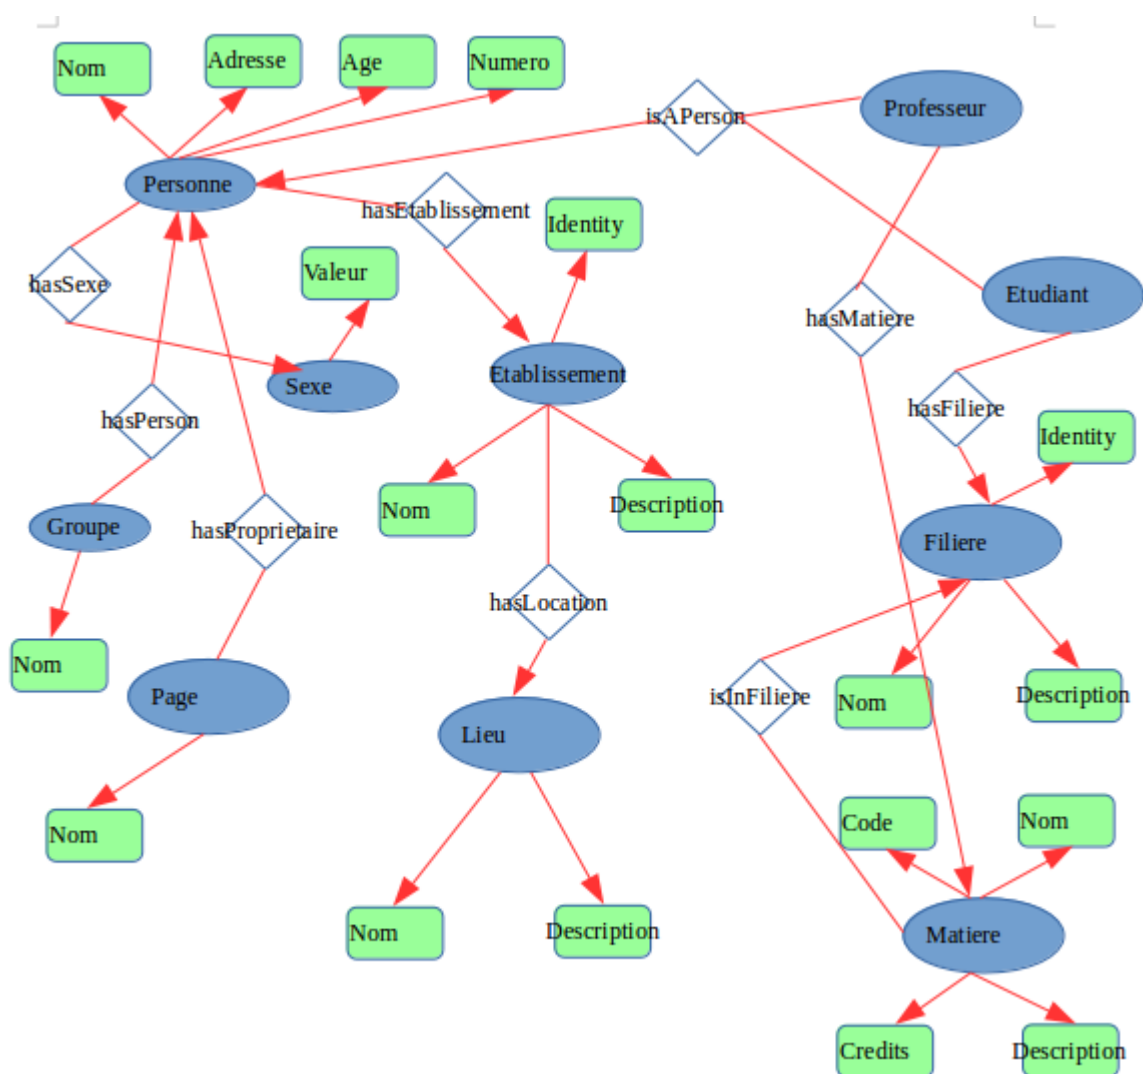 Nom
Adresse
Age
Numero
isAPerson
Professeur
Personne
hasEtablissement
Identity
hasSexe
Valeur
hasMatiere
Etudiant
Sexe
Etablissement
hasPerson
hasFiliere
Identity
Groupe
hasProprietaire
Nom
Description
Filiere
hasLocation
Nom
Page
isInFiliere
Nom
Description
Lieu
Nom
Code
Nom
Nom
Description
Matiere
Credits
Description